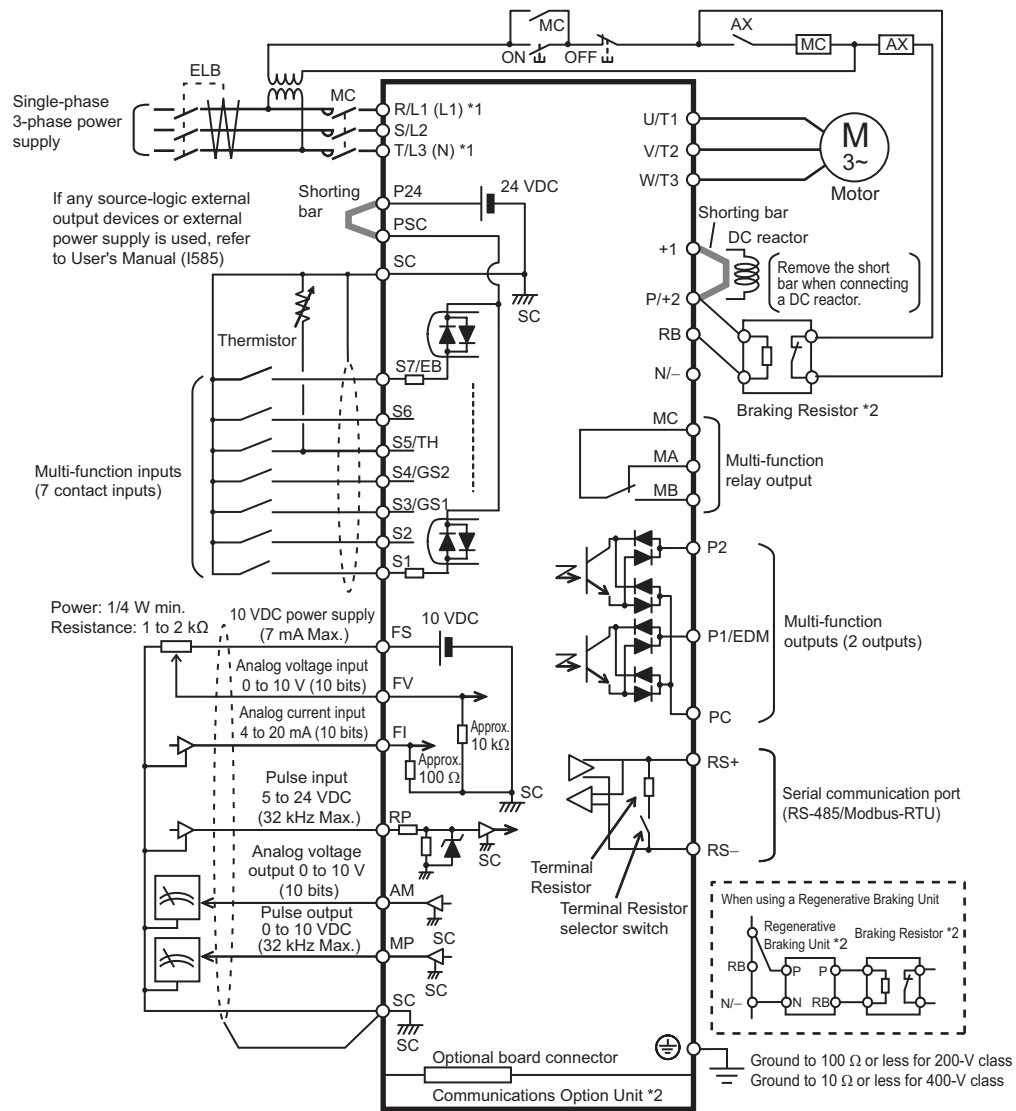 MC
AX
ON
OFF
MC
AX
ELB
MC
Single-phase
3-phase power
supply
R/L1 (L1) *1
S/L2
T/L3 (N) *1
U/T1
V/T2
W/T3
M
3~
Motor
If any source-logic external
output devices or external
power supply is used, refer
to User's Manual (I585)
Shorting
bar
P24
24 VDC
PSC
SC
SC
Shorting bar
DC reactor
+1
P/+2
Remove the short
bar when connecting
a DC reactor.
RB
N/–
Braking Resistor *2
Thermistor
S7/EB
S6
S5/TH
S4/GS2
S3/GS1
S2
S1
Multi-function inputs
(7 contact inputs)
MC
MA
MB
Multi-function
relay output
P2
P1/EDM
PC
Multi-function
outputs (2 outputs)
Power: 1/4 W min.
Resistance: 1 to 2 kΩ
10 VDC power supply
(7 mA Max.)
FS
10 VDC
Analog voltage input
0 to 10 V (10 bits)
FV
Analog current input
4 to 20 mA (10 bits)
FI
Approx.
10 kΩ
Approx.
100 Ω
SC
Pulse input
5 to 24 VDC
(32 kHz Max.)
RP
SC
Analog voltage
output 0 to 10 V
(10 bits)
AM
SC
Pulse output
0 to 10 VDC
(32 kHz Max.)
MP
SC
SC
SC
RS+
RS–
Serial communication port
(RS-485/Modbus-RTU)
Terminal
Resistor
Terminal Resistor
selector switch
When using a Regenerative Braking Unit
Regenerative
Braking Unit *2
Braking Resistor *2
RB
P
P
N/–
N
RB
Optional board connector
Communications Option Unit *2
Ground to 100 Ω or less for 200-V class
Ground to 10 Ω or less for 400-V class